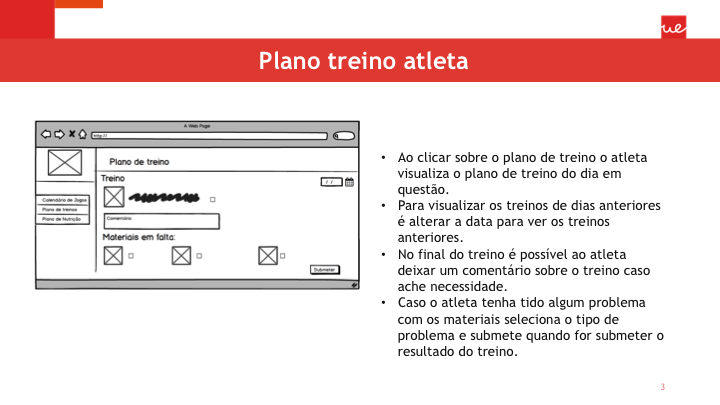 ue
Plano treino atleta
A Web Page
http://
Plano de treino
Treino
/ /
Calendário de Jogos
Plano de treinos
Plano de Nutrição
Comentário
Materiais em falta:
Submeter
• Ao clicar sobre o plano de treino o atleta
visualiza o plano de treino do dia em
questão.
• Para visualizar os treinos de dias anteriores
é alterar a data para ver os treinos
anteriores.
• No final do treino é possível ao atleta
deixar um comentário sobre o treino caso
ache necessidade.
• Caso o atleta tenha tido algum problema
com os materiais seleciona o tipo de
problema e submete quando for submeter o
resultado do treino.
3